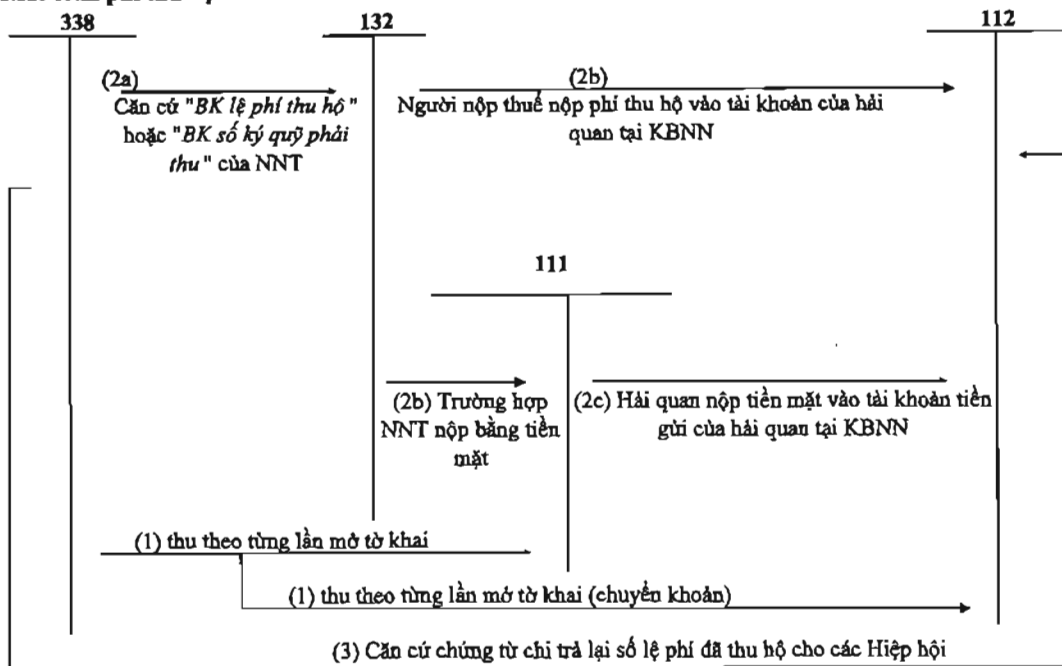 338
132
112
(2a)
Căn cứ "BK lệ phí thu hộ"
hoặc "BK số ký quỹ phải
thu" của NNT
(2b)
Người nộp thuế nộp phí thu hộ vào tài khoản của hải
quan tại KBNN
111
(2b) Trường hợp
NNT nộp bằng tiền
mặt
(2c) Hải quan nộp tiền mặt vào tài khoản tiền
gửi của hải quan tại KBNN
(1) thu theo từng lần mở tờ khai
(1) thu theo từng lần mở tờ khai (chuyển khoản)
(3) Căn cứ chứng từ chi trả lại số lệ phí đã thu hộ cho các Hiệp hội